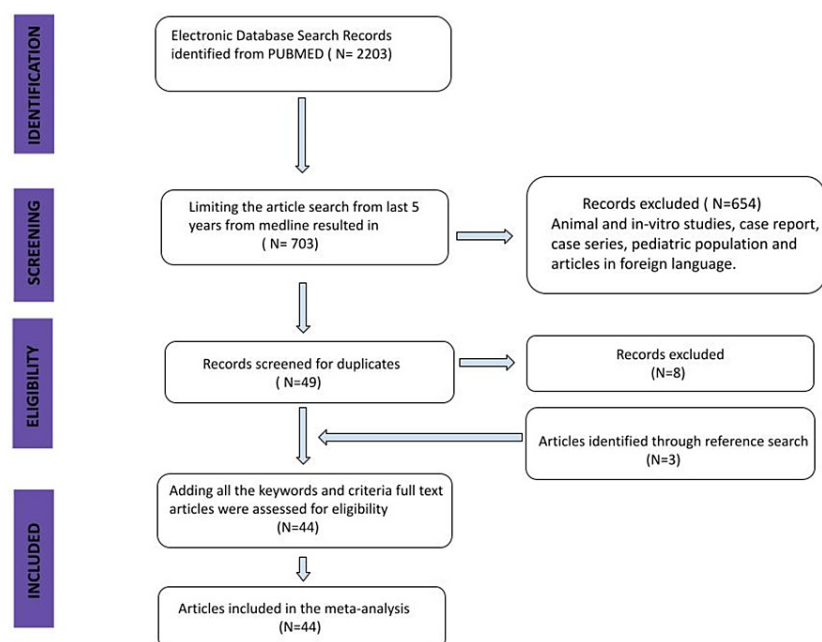 IDENTIFICATION
Electronic Database Search Records
identified from PUBMED ( N= 2203)
SCREENING
Limiting the article search from last 5
years from medline resulted in
( N= 703)
Records excluded ( N=654)
Animal and in-vitro studies, case report,
case series, pediatric population and
articles in foreign language.
ELIGIBILITY
Records screened for duplicates
( N=49)
Records excluded
(N=8)
Articles identified through reference search
(N=3)
INCLUDED
Adding all the keywords and criteria full text
articles were assessed for eligibility
(N=44)
Articles included in the meta-analysis
(N=44)